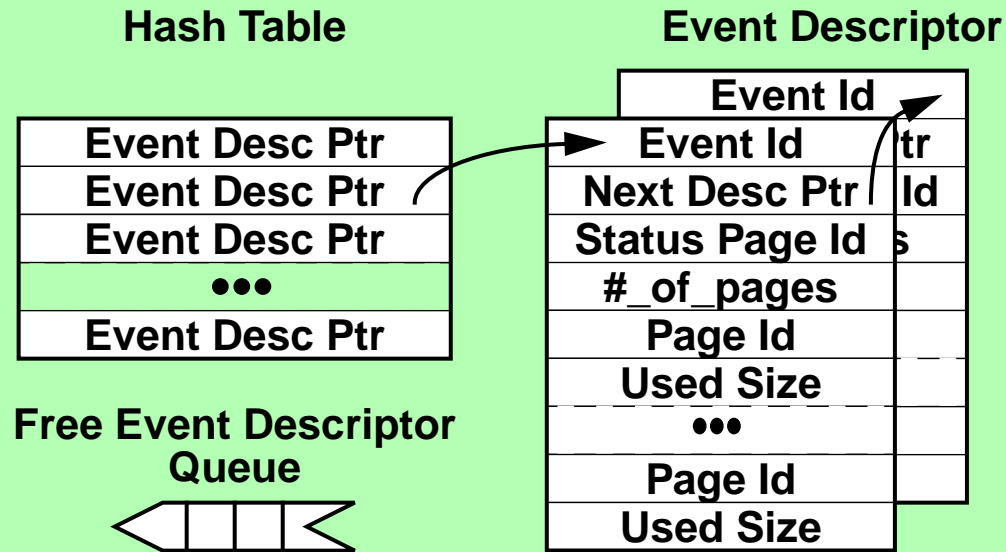 Hash Table
Event Desc Ptr
Event Desc Ptr
Event Desc Ptr
•••
Event Desc Ptr
Free Event Descriptor
Queue
Event Descriptor
Event Id
tr
Id
s
Event Id
Next Desc Ptr
Status Page Id
#_of_pages
Page Id
Used Size
•••
Page Id
Used Size